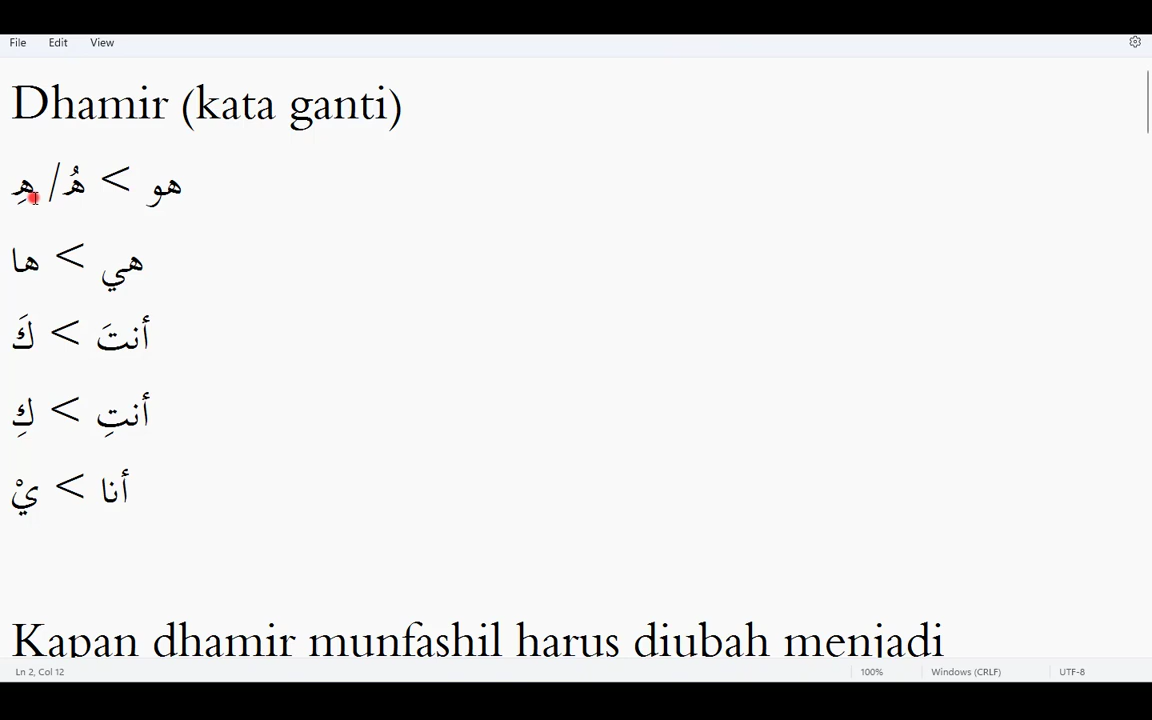 File Edit View
Dhamir (kata ganti)
هو > هُ/ هِ
هي > ها
أنتَ > كَ
أنتِ > كِ
أنا > يْ
Kapan dhamir munfashil harus diubah menjadi
Ln 2, Col 12 100% Windows (CRLF) UTF-8